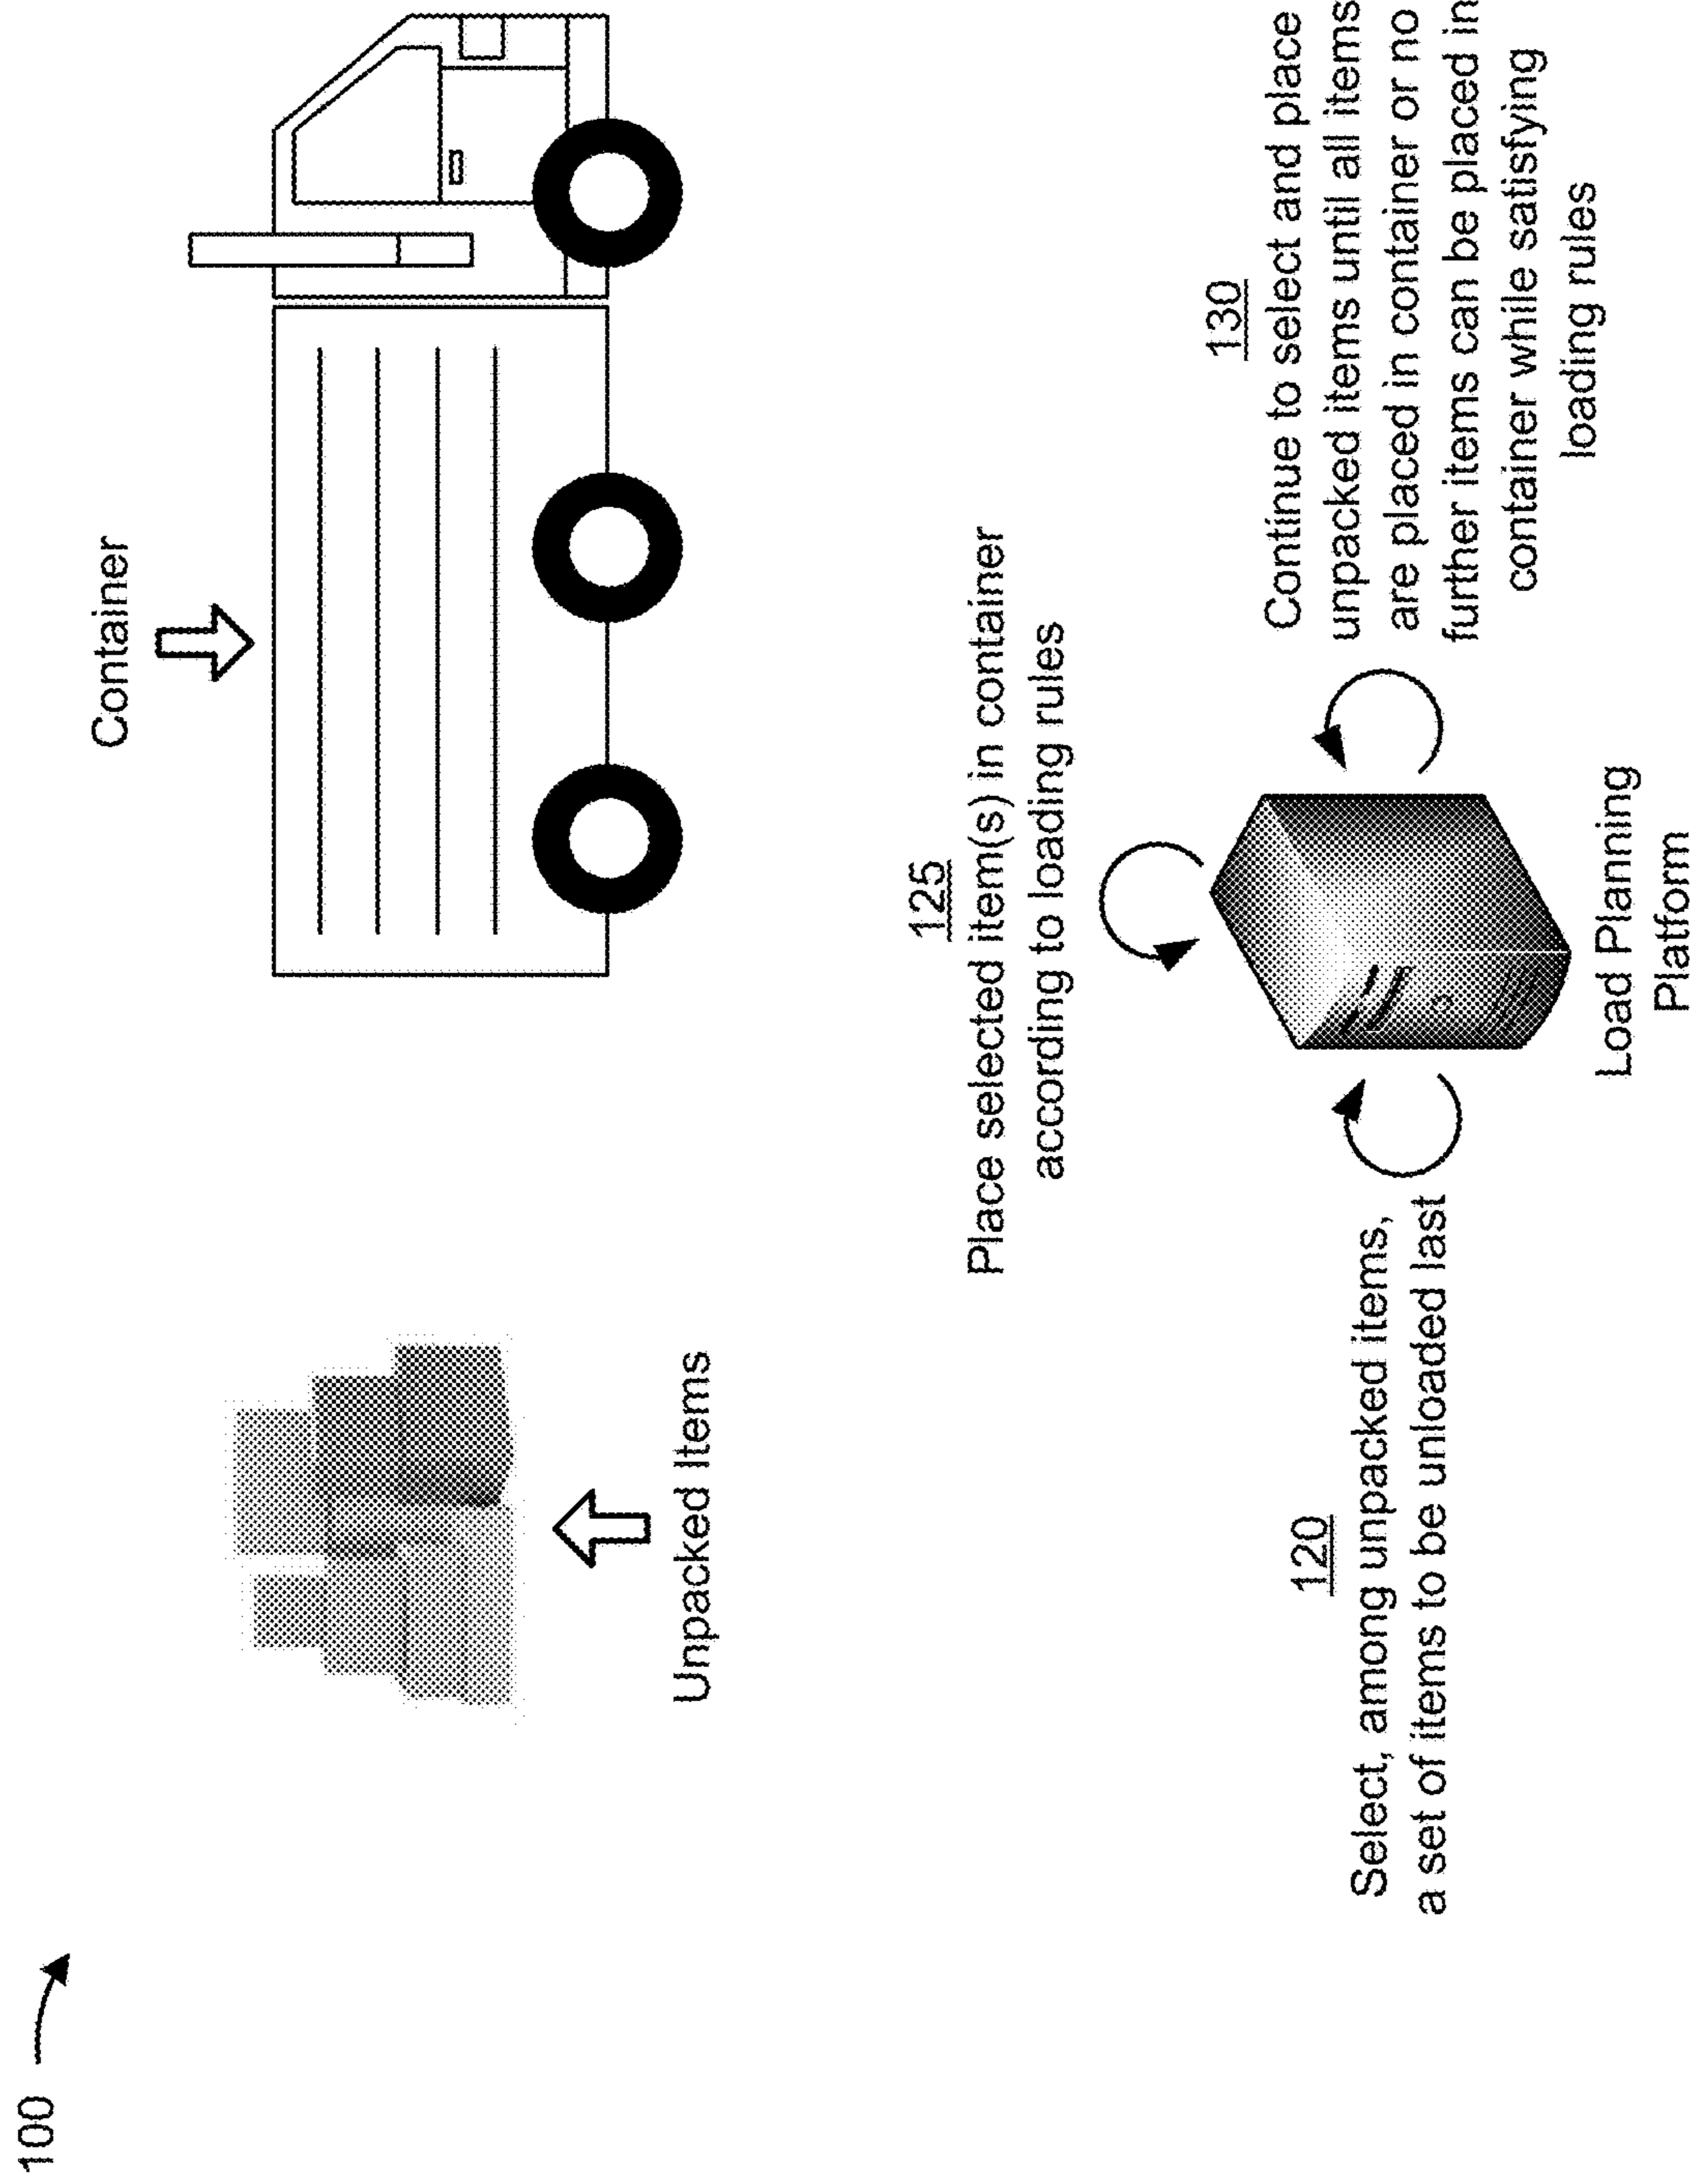 100
Container
Unpacked Items
125
Place selected item(s) in container
according to loading rules
120
Select, among unpacked items,
a set of items to be unloaded last
130
Continue to select and place
unpacked items until all items
are placed in container or no
further items can be placed in
container while satisfying
loading rules
Load Planning
Platform